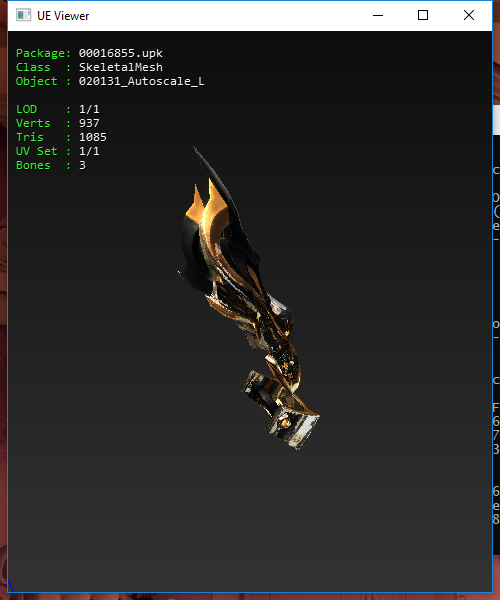 UE Viewer
Package: 00016855.upk
Class : SkeletalMesh
Object : 020131_Autoscale_L
LOD : 1/1
Verts : 937
Tris : 1085
UV Set : 1/1
Bones : 3